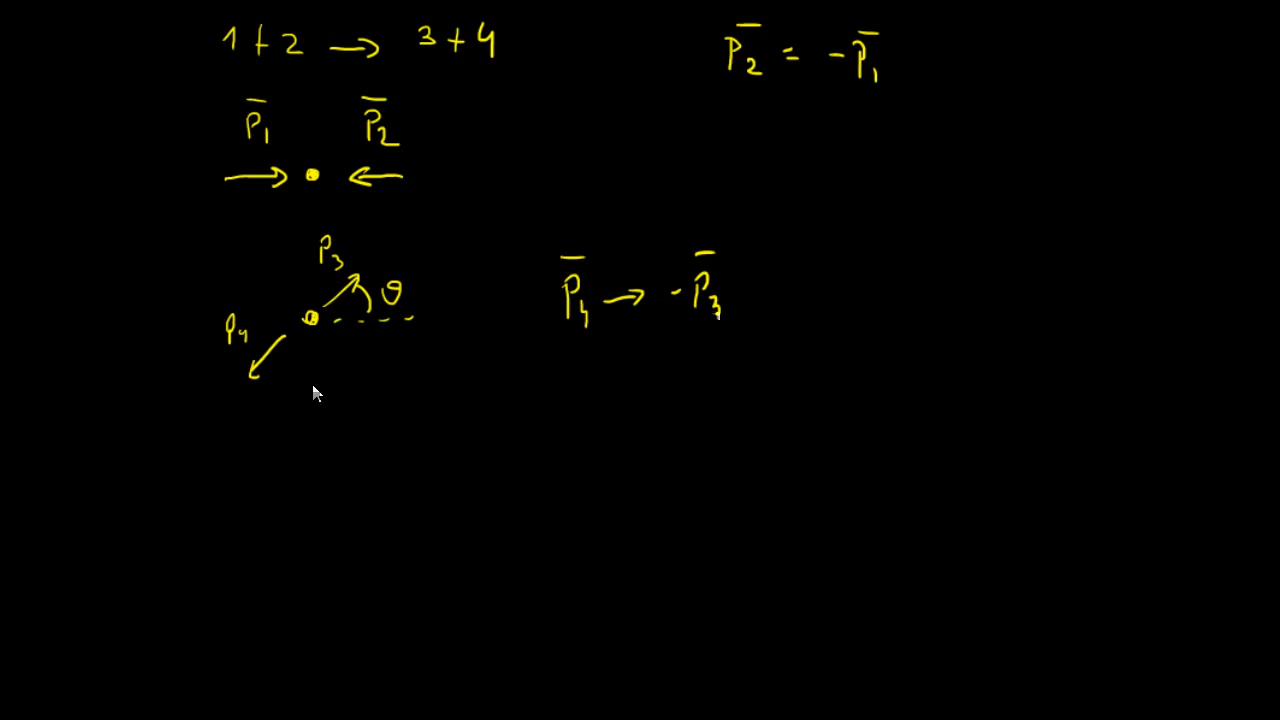 1 + 2 → 3 + 4
P̄₂ = -P̄₁
P̄₁ P̄₂
P₃
θ
P̄₄ → -P̄₃
P₄